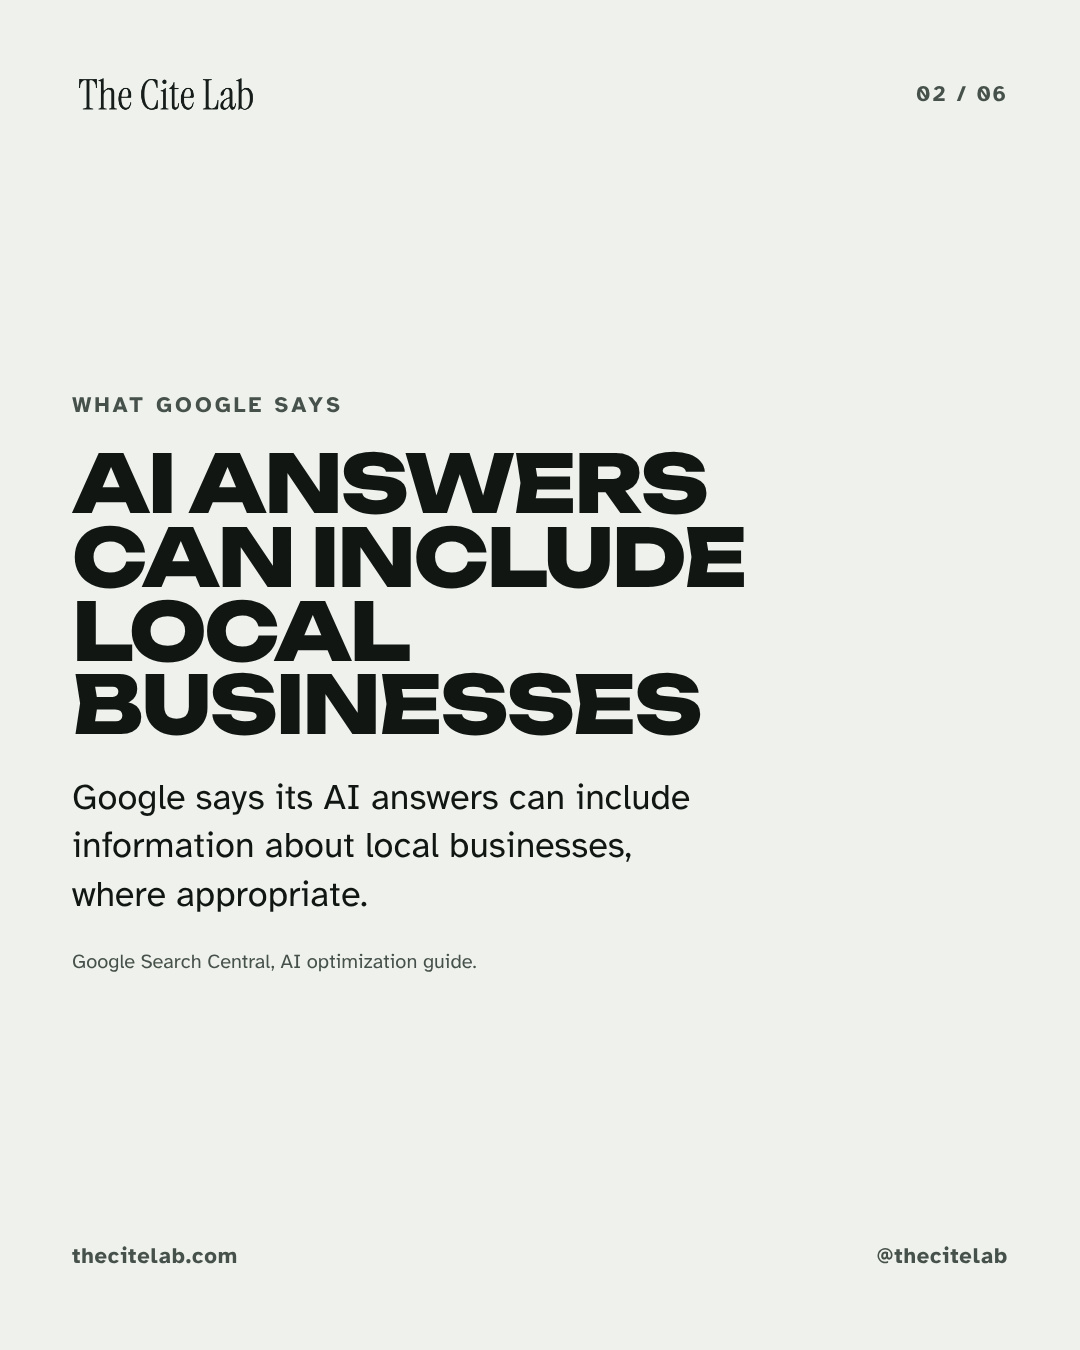 The Cite Lab
02 / 06
WHAT GOOGLE SAYS
AI ANSWERS
CAN INCLUDE
LOCAL
BUSINESSES
Google says its AI answers can include
information about local businesses,
where appropriate.
Google Search Central, AI optimization guide.
thecitelab.com
@thecitelab